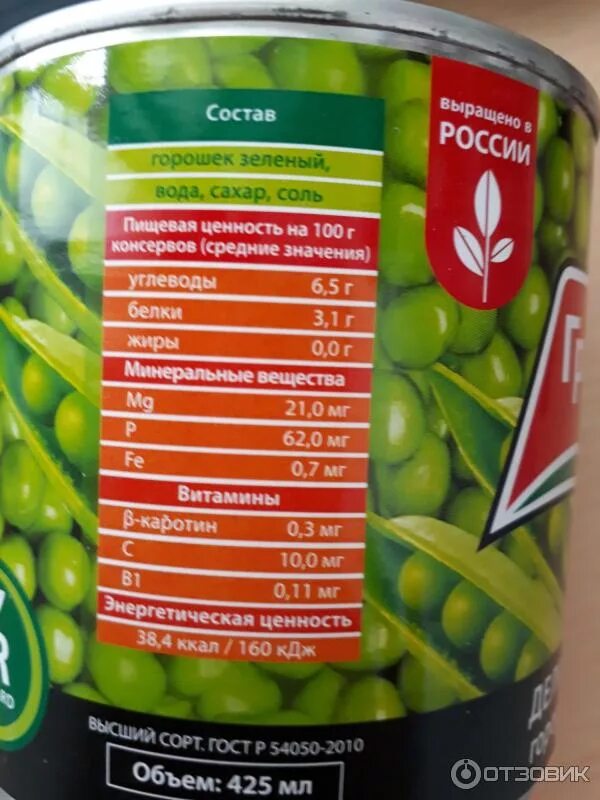 Состав
горошек зеленый,
вода, сахар, соль
Пищевая ценность на 100 г
консервов (средние значения)
углеводы 6,5 г
белки 3,1 г
жиры 0,0 г
Минеральные вещества
Mg 21,0 мг
P 62,0 мг
Fe 0,7 мг
Витамины
β-каротин 0,3 мг
C 10,0 мг
B1 0,11 мг
Энергетическая ценность
38,4 ккал / 160 кДж
ВЫСШИЙ СОРТ. ГОСТ Р 54050-2010
Объем: 425 мл
выращено в
РОССИИ
ОТЗОВИК